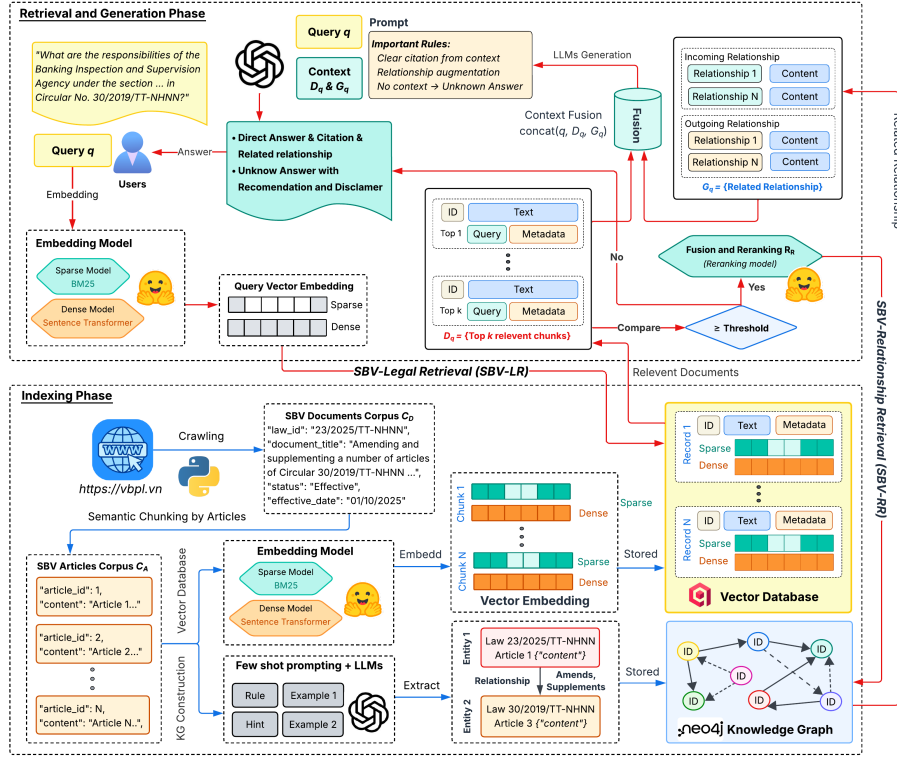 Retrieval and Generation Phase
"What are the responsibilities of the
Banking Inspection and Supervision
Agency under the section ... in
Circular No. 30/2019/TT-NHNN?"
Query q
Users
Answer
Embedding
• Direct Answer & Citation &
Related relationship
• Unknow Answer with
Recomendation and Disclamer
Query q
Context
Dq & Gq
Prompt
Important Rules:
Clear citation from context
Relationship augmentation
No context → Unknown Answer
LLMs Generation
Fusion
Context Fusion
concat(q, Dq, Gq)
Incoming Relationship
Relationship 1
Content
Relationship N
Content
Outgoing Relationship
Relationship 1
Content
Relationship N
Content
Gq = {Related Relationship}
Related Relationship
Embedding Model
Sparse Model
BM25
Dense Model
Sentence Transformer
Query Vector Embedding
Sparse
Dense
ID
Text
Top 1
Query
Metadata
ID
Text
Top k
Query
Metadata
Dq = {Top k relevent chunks}
No
Fusion and Reranking RR
(Reranking model)
Yes
Compare
≥ Threshold
SBV-Legal Retrieval (SBV-LR)
Relevent Documents
SBV-Relationship Retrieval (SBV-RR)
Indexing Phase
WWW
https://vbpl.vn
Crawling
SBV Documents Corpus CD
"law_id": "23/2025/TT-NHNN",
"document_title": "Amending and
supplementing a number of articles
of Circular 30/2019/TT-NHNN ...",
"status": "Effective",
"effective_date": "01/10/2025"
Semantic Chunking by Articles
SBV Articles Corpus CA
"article_id": 1,
"content": "Article 1..."
"article_id": 2,
"content": "Article 2..."
"article_id": N,
"content": "Article N..",
Vector Database
KG Construction
Embedding Model
Sparse Model
BM25
Dense Model
Sentence Transformer
Embedd
Chunk 1
Sparse
Dense
Chunk N
Sparse
Dense
Vector Embedding
Stored
Record 1
ID
Text
Metadata
Sparse
Dense
Record N
ID
Text
Metadata
Sparse
Dense
Vector Database
Few shot prompting + LLMs
Rule
Example 1
Hint
Example 2
Extract
Entity 1
Law 23/2025/TT-NHNN
Article 1 {"content"}
Relationship
Amends,
Supplements
Entity 2
Law 30/2019/TT-NHNN
Article 3 {"content"}
Stored
ID
ID
ID
ID
ID
ID
ID
neo4j Knowledge Graph